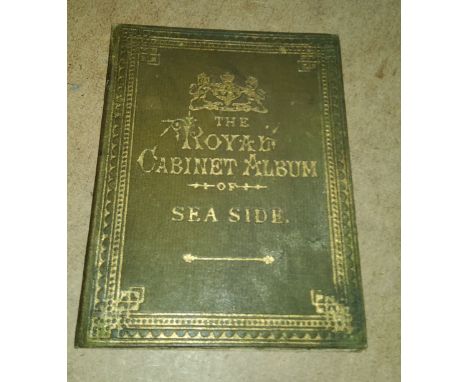 THE
ROYAL
CABINET ALBUM
OF
SEA SIDE.